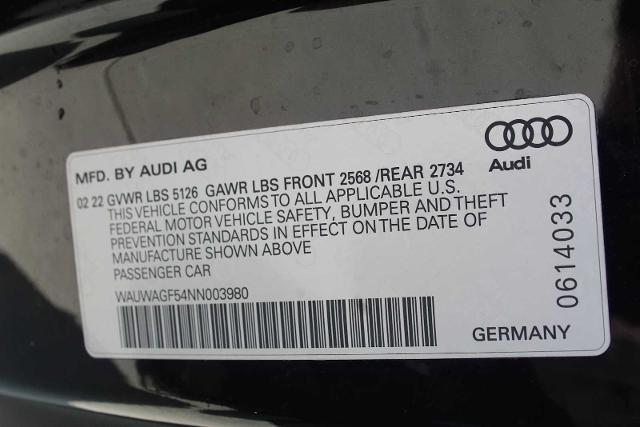 MFD. BY AUDI AG
Audi
02 22 GVWR LBS 5126 GAWR LBS FRONT 2568 /REAR 2734
THIS VEHICLE CONFORMS TO ALL APPLICABLE U.S.
FEDERAL MOTOR VEHICLE SAFETY, BUMPER AND THEFT
PREVENTION STANDARDS IN EFFECT ON THE DATE OF
MANUFACTURE SHOWN ABOVE
PASSENGER CAR
WAUWAGF54NN003980
0614033
GERMANY